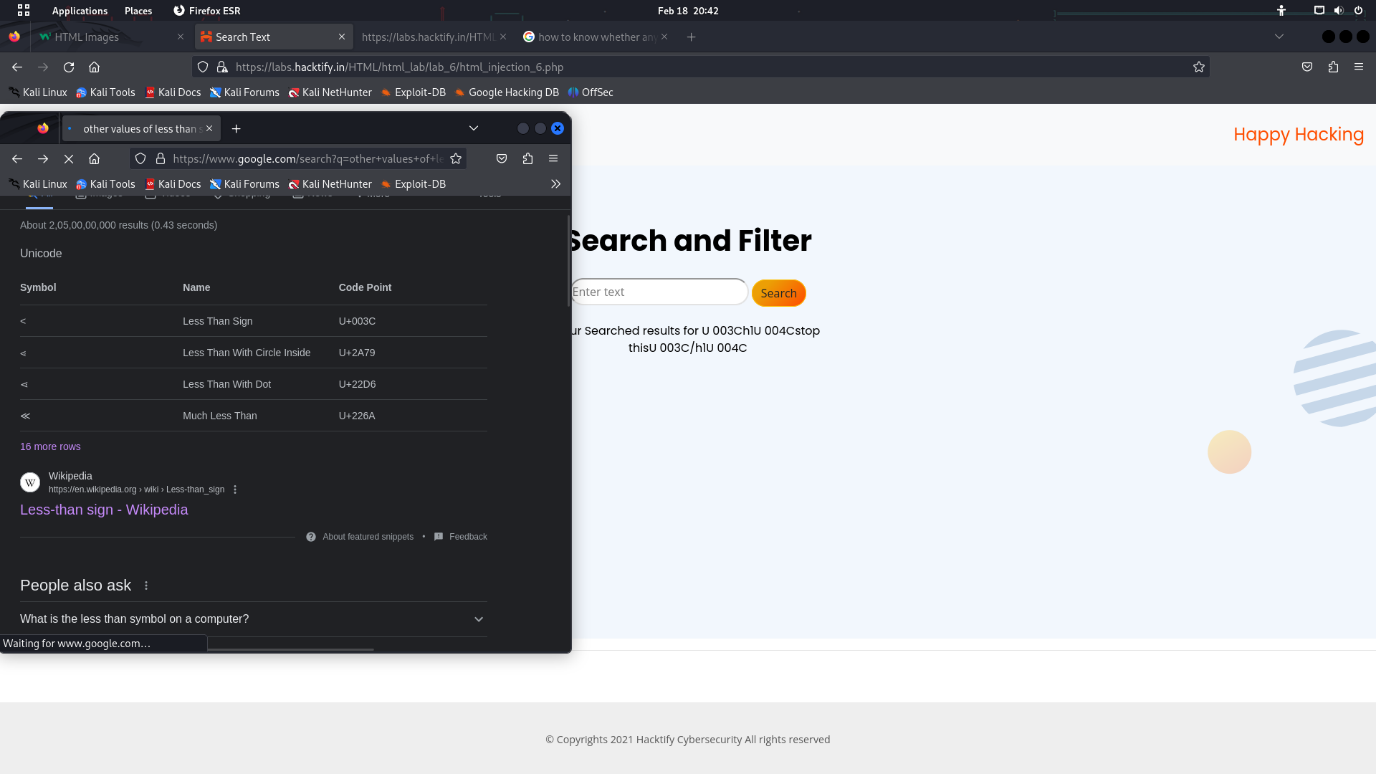 Applications Places Firefox ESR Feb 18 20:42
HTML Images Search Text https://labs.hacktify.in/HTML how to know whether any
https://labs.hacktify.in/HTML/html_lab/lab_6/html_injection_6.php
Kali Linux Kali Tools Kali Docs Kali Forums Kali NetHunter Exploit-DB Google Hacking DB OffSec
other values of less than s
https://www.google.com/search?q=other+values+of+le
Kali Linux Kali Tools Kali Docs Kali Forums Kali NetHunter Exploit-DB
About 2,05,00,00,000 results (0.43 seconds)
Unicode
Symbol Name Code Point
< Less Than Sign U+003C
⩹ Less Than With Circle Inside U+2A79
⋖ Less Than With Dot U+22D6
≪ Much Less Than U+226A
16 more rows
Wikipedia
https://en.wikipedia.org › wiki › Less-than_sign
Less-than sign - Wikipedia
About featured snippets • Feedback
People also ask
What is the less than symbol on a computer?
Waiting for www.google.com…
Happy Hacking
Search and Filter
Enter text Search
ur Searched results for U 003Ch1U 004Cstop
thisU 003C/h1U 004C
© Copyrights 2021 Hacktify Cybersecurity All rights reserved